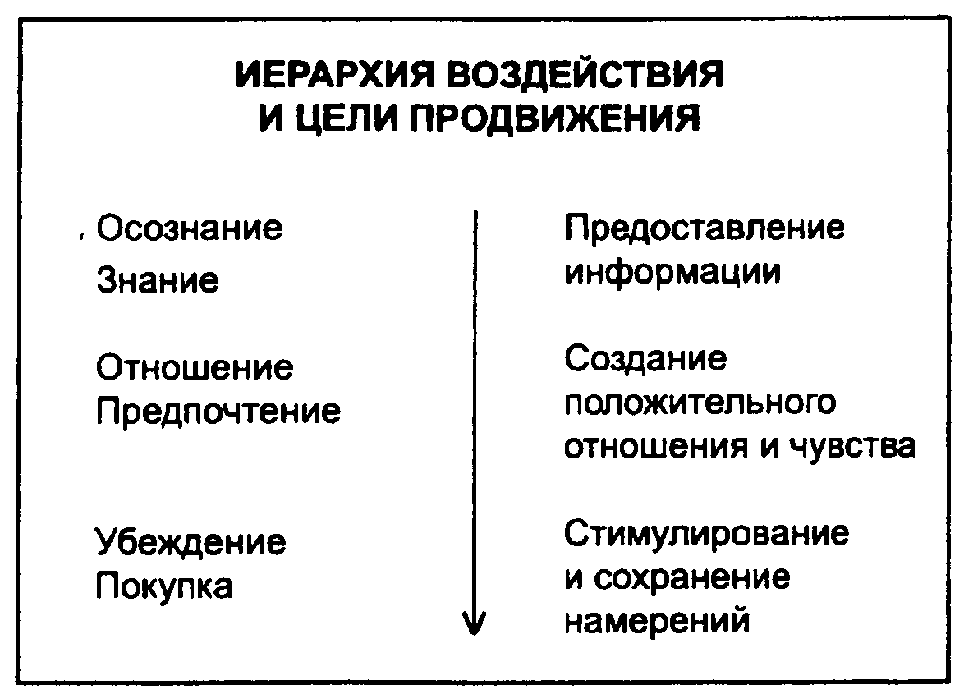 ИЕРАРХИЯ ВОЗДЕЙСТВИЯ
И ЦЕЛИ ПРОДВИЖЕНИЯ
Осознание
Знание
Предоставление
информации
Отношение
Предпочтение
Создание
положительного
отношения и чувства
Убеждение
Покупка
Стимулирование
и сохранение
намерений